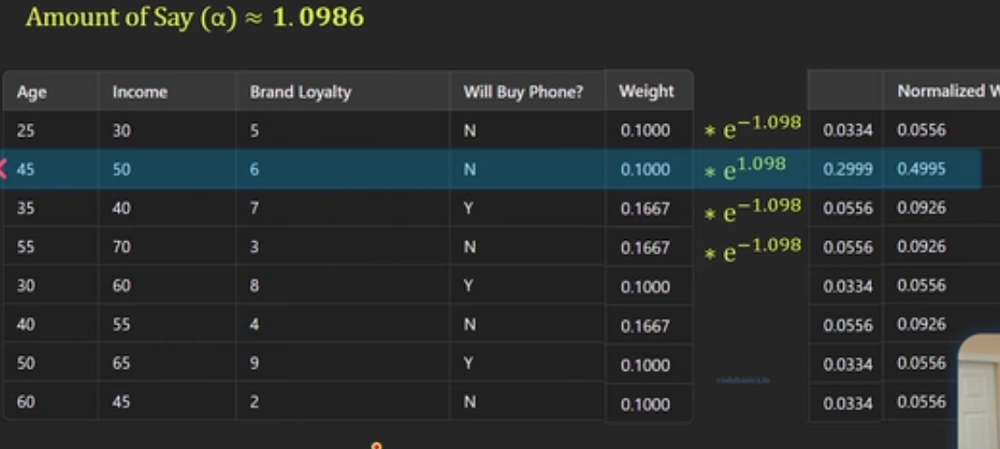 Amount of Say (α) ≈ 1.0986
Age Income Brand Loyalty Will Buy Phone? Weight Normalized W
25 30 5 N 0.1000 * e^−1.098 0.0334 0.0556
45 50 6 N 0.1000 * e^1.098 0.2999 0.4995
35 40 7 Y 0.1667 * e^−1.098 0.0556 0.0926
55 70 3 N 0.1667 * e^−1.098 0.0556 0.0926
30 60 8 Y 0.1000 0.0334 0.0556
40 55 4 N 0.1667 0.0556 0.0926
50 65 9 Y 0.1000 0.0334 0.0556
codebasics.io
60 45 2 N 0.1000 0.0334 0.0556